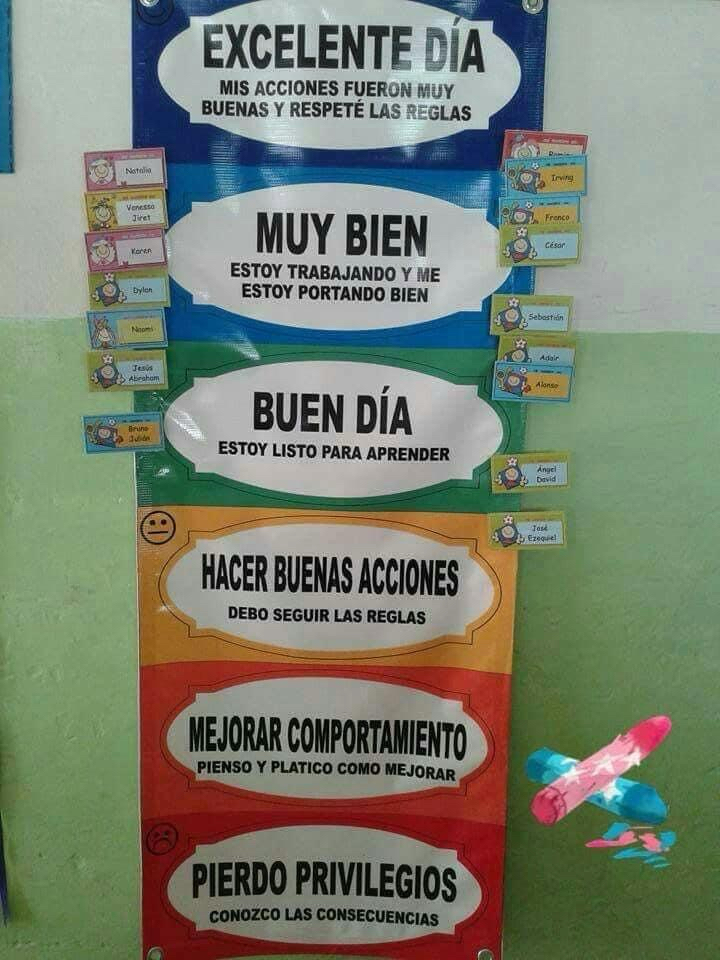 EXCELENTE DÍA
MIS ACCIONES FUERON MUY
BUENAS Y RESPETÉ LAS REGLAS
MUY BIEN
ESTOY TRABAJANDO Y ME
ESTOY PORTANDO BIEN
BUEN DÍA
ESTOY LISTO PARA APRENDER
HACER BUENAS ACCIONES
DEBO SEGUIR LAS REGLAS
MEJORAR COMPORTAMIENTO
PIENSO Y PLATICO COMO MEJORAR
PIERDO PRIVILEGIOS
CONOZCO LAS CONSECUENCIAS
Natalia
Vanessa
Jiret
Karen
Dylan
Naomi
Jesús
Abraham
Bruno
Julián
Irving
Franco
César
Sebastián
Adair
Alonso
Ángel
David
José
Ezequiel